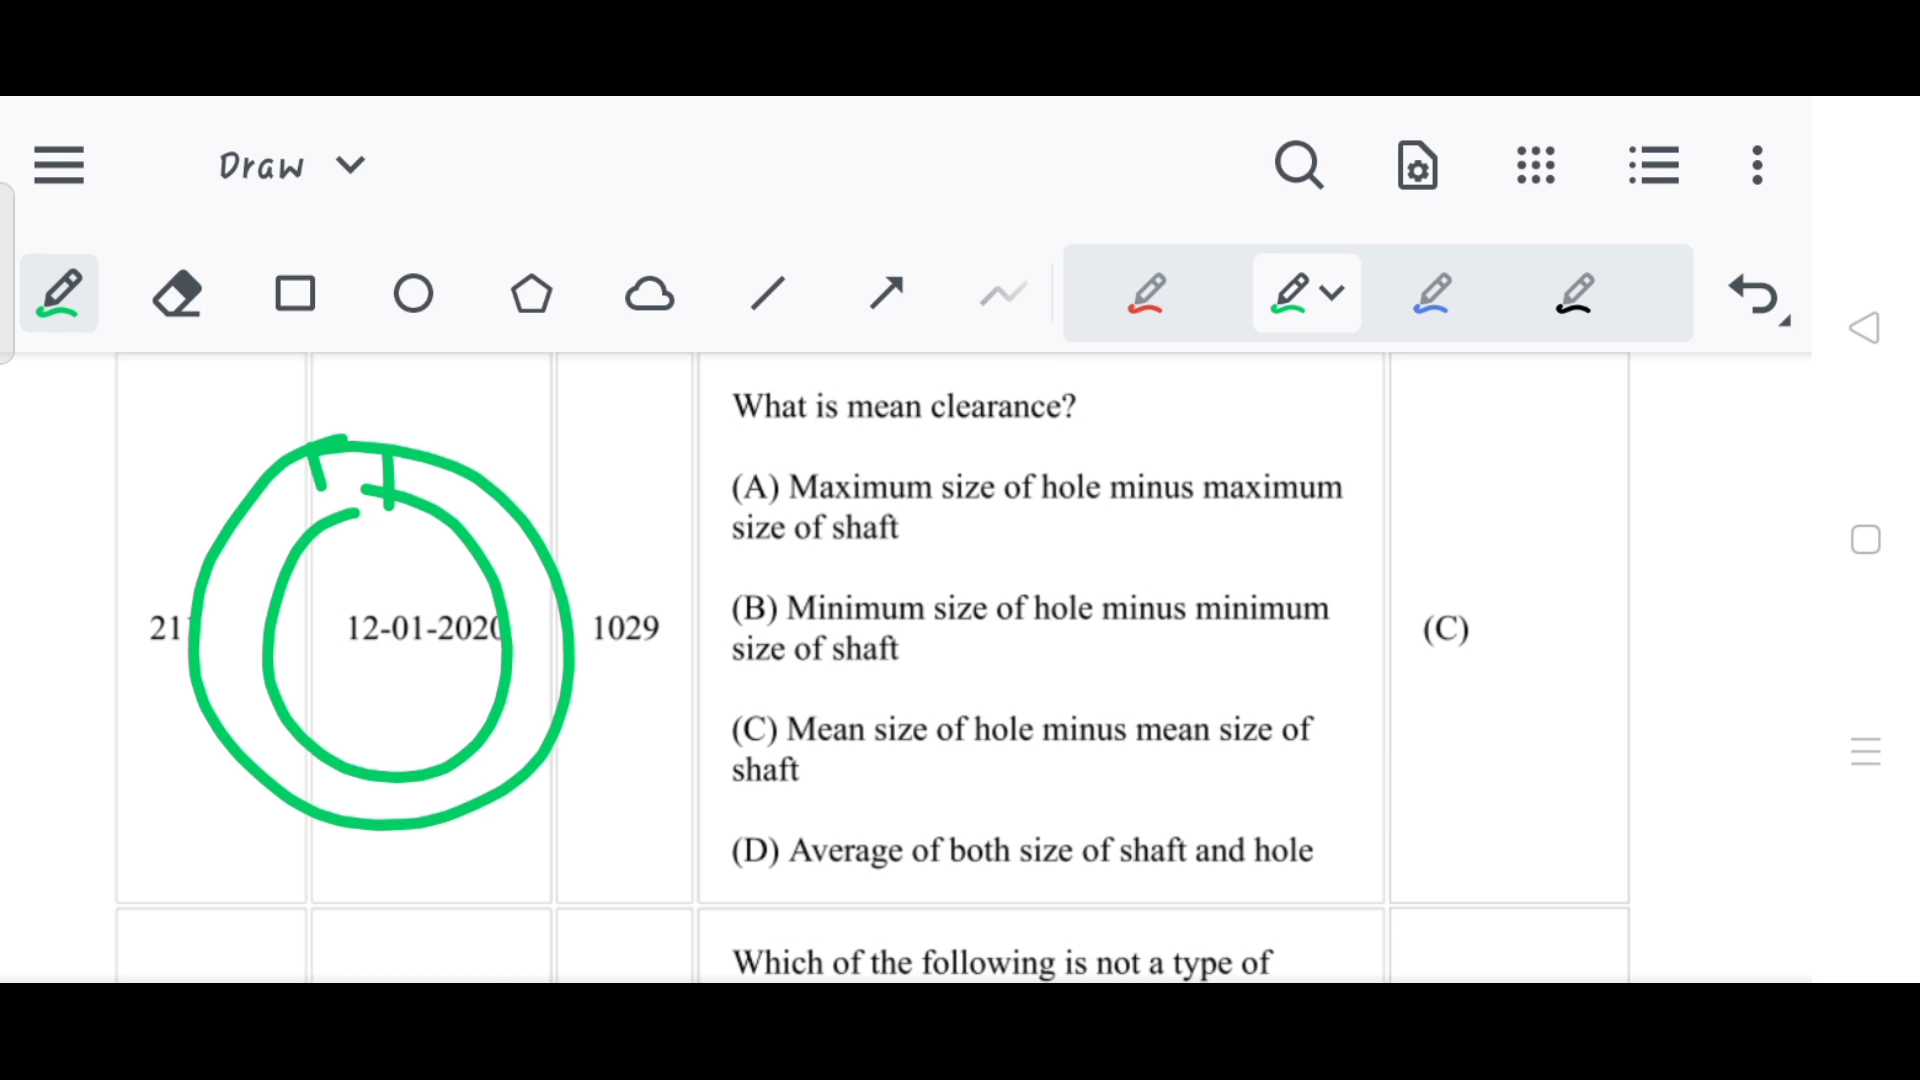 Draw
What is mean clearance?
(A) Maximum size of hole minus maximum
size of shaft
(B) Minimum size of hole minus minimum
size of shaft
21
12-01-2020
1029
(C)
(C) Mean size of hole minus mean size of
shaft
(D) Average of both size of shaft and hole
Which of the following is not a type of